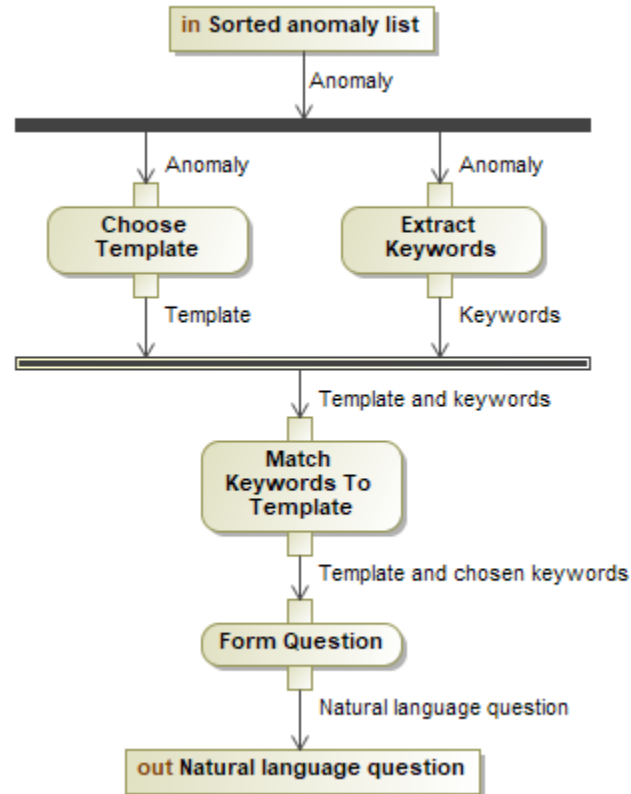 in Sorted anomaly list
Anomaly
Anomaly
Anomaly
Choose
Template
Extract
Keywords
Template
Keywords
Template and keywords
Match
Keywords To
Template
Template and chosen keywords
Form Question
Natural language question
out Natural language question